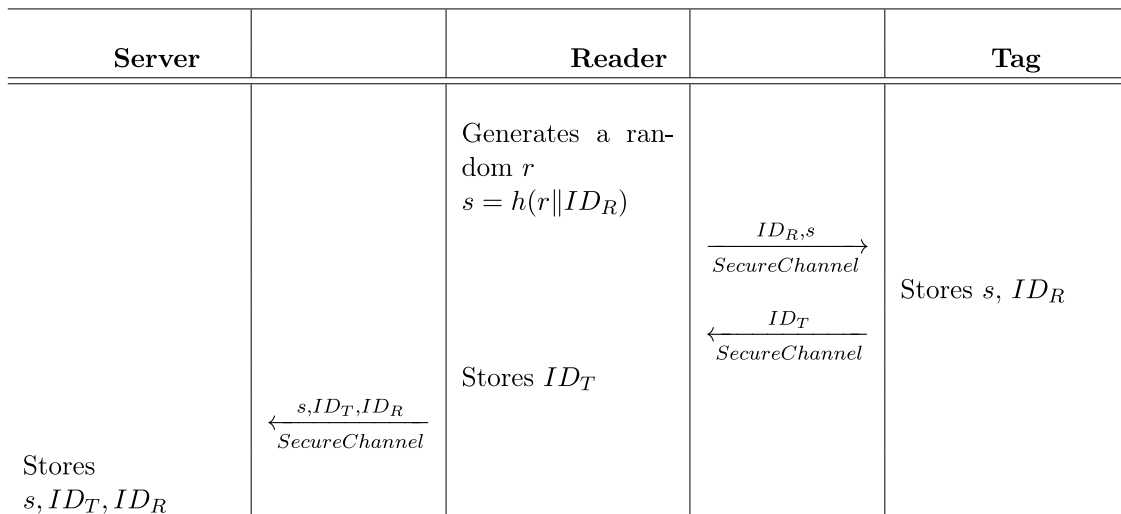 Server Reader Tag
Generates a ran-
dom r
s = h(r‖ID_R)
ID_R,s
SecureChannel
Stores s, ID_R
ID_T
SecureChannel
Stores ID_T
s,ID_T,ID_R
SecureChannel
Stores
s, ID_T, ID_R